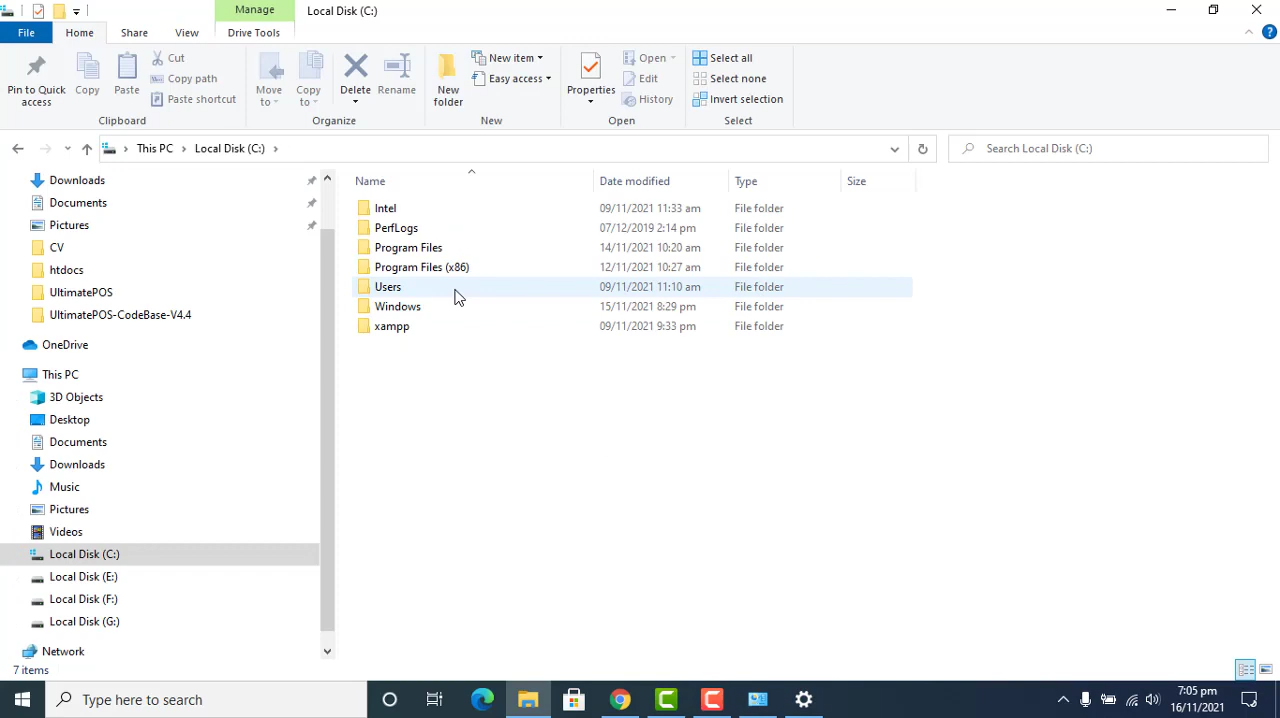 Manage
Local Disk (C:)
File
Home
Share
View
Drive Tools
Pin to Quick access
Copy
Paste
Cut
Copy path
Paste shortcut
Clipboard
Move to
Copy to
Delete
Rename
Organize
New folder
New item
Easy access
New
Properties
Open
Edit
History
Open
Select all
Select none
Invert selection
Select
This PC
Local Disk (C:)
Search Local Disk (C:)
Downloads
Documents
Pictures
CV
htdocs
UltimatePOS
UltimatePOS-CodeBase-V4.4
OneDrive
This PC
3D Objects
Desktop
Documents
Downloads
Music
Pictures
Videos
Local Disk (C:)
Local Disk (E:)
Local Disk (F:)
Local Disk (G:)
Network
Name Date modified Type Size
Intel 09/11/2021 11:33 am File folder
PerfLogs 07/12/2019 2:14 pm File folder
Program Files 14/11/2021 10:20 am File folder
Program Files (x86) 12/11/2021 10:27 am File folder
Users 09/11/2021 11:10 am File folder
Windows 15/11/2021 8:29 pm File folder
xampp 09/11/2021 9:33 pm File folder
7 items
Type here to search
7:05 pm
16/11/2021